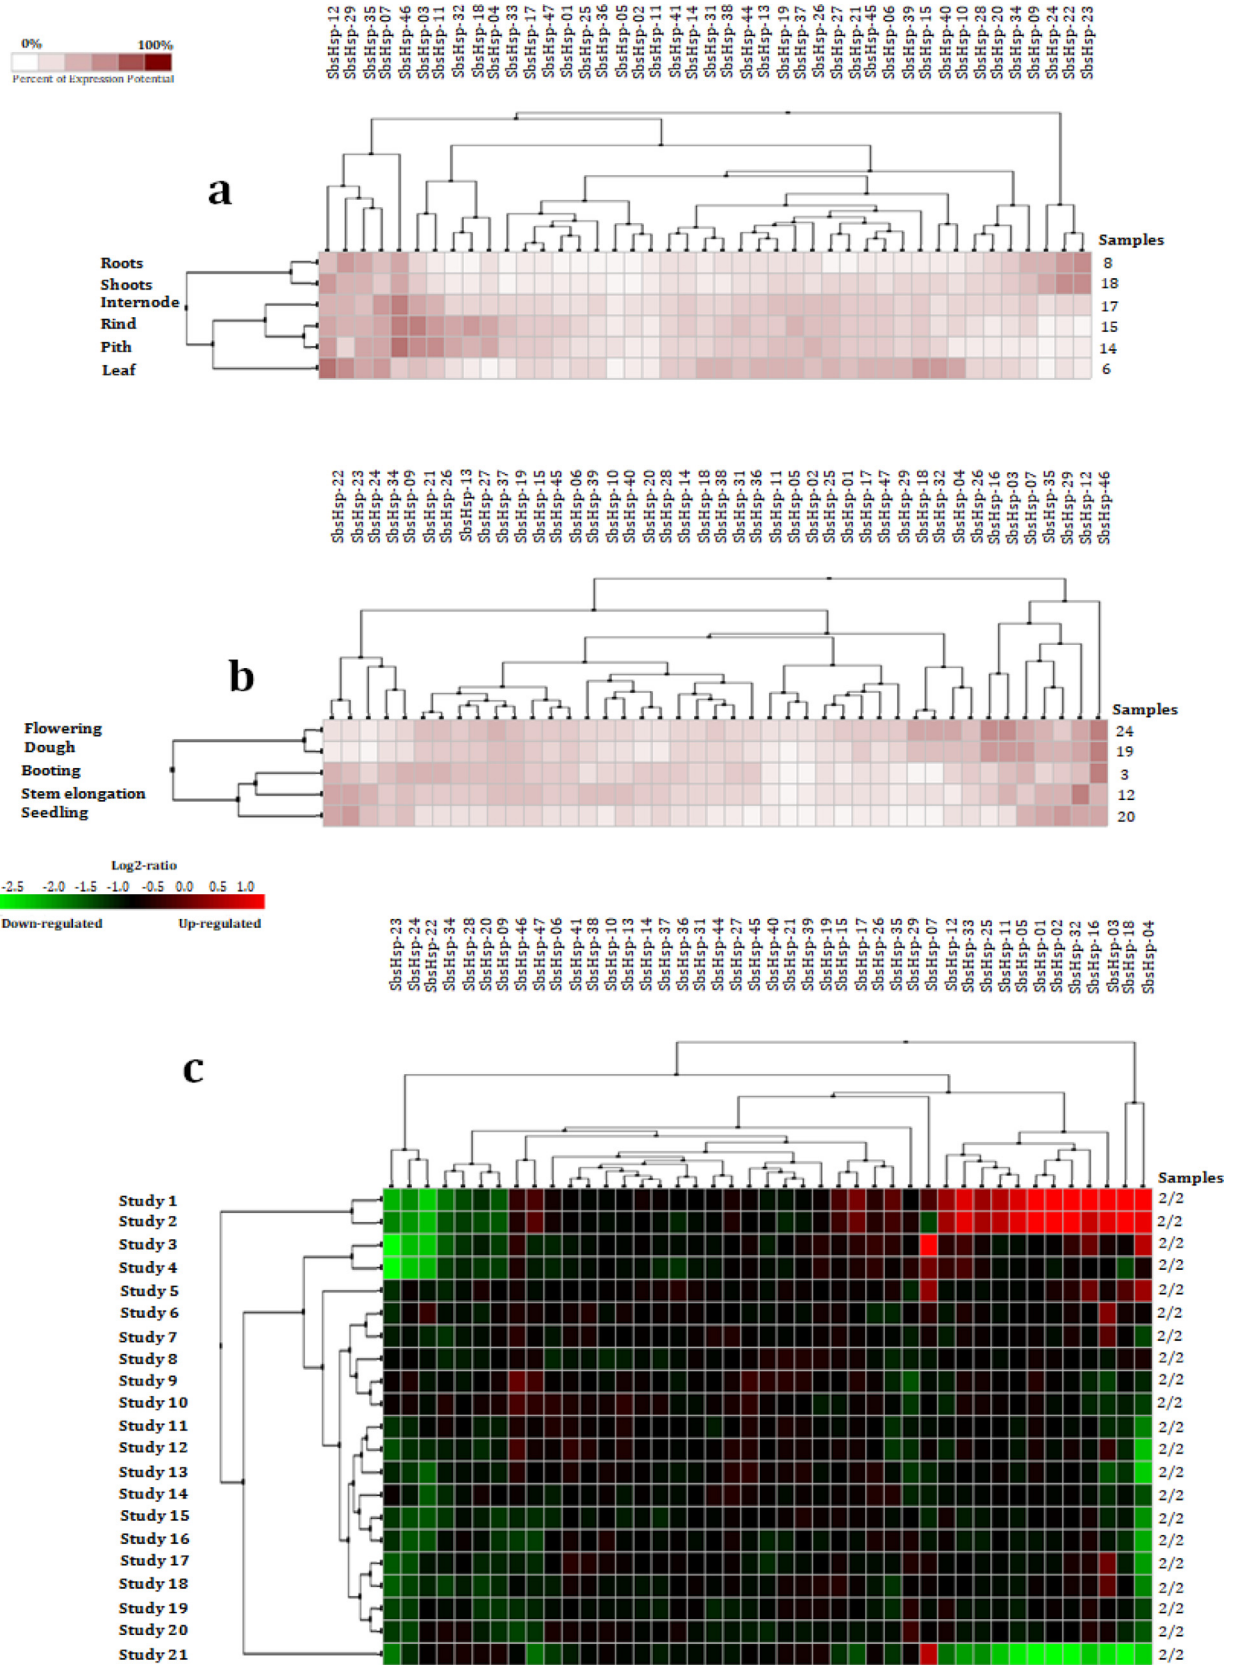 SbsHsp-12 SbsHsp-29 SbsHsp-35 SbsHsp-07 SbsHsp-46 SbsHsp-03 SbsHsp-11 SbsHsp-32 SbsHsp-18 SbsHsp-04 SbsHsp-33 SbsHsp-17 SbsHsp-47 SbsHsp-01 SbsHsp-25 SbsHsp-36 SbsHsp-05 SbsHsp-02 SbsHsp-11 SbsHsp-41 SbsHsp-14 SbsHsp-31 SbsHsp-38 SbsHsp-44 SbsHsp-13 SbsHsp-19 SbsHsp-37 SbsHsp-26 SbsHsp-27 SbsHsp-21 SbsHsp-45 SbsHsp-06 SbsHsp-39 SbsHsp-15 SbsHsp-40 SbsHsp-10 SbsHsp-28 SbsHsp-20 SbsHsp-34 SbsHsp-09 SbsHsp-24 SbsHsp-22 SbsHsp-23
0% 100%
Percent of Expression Potential
a
Samples
Roots 8
Shoots 18
Internode 17
Rind 15
Pith 14
Leaf 6
SbsHsp-22 SbsHsp-23 SbsHsp-24 SbsHsp-34 SbsHsp-09 SbsHsp-21 SbsHsp-26 SbsHsp-13 SbsHsp-27 SbsHsp-37 SbsHsp-19 SbsHsp-15 SbsHsp-45 SbsHsp-06 SbsHsp-39 SbsHsp-10 SbsHsp-40 SbsHsp-20 SbsHsp-28 SbsHsp-14 SbsHsp-18 SbsHsp-38 SbsHsp-31 SbsHsp-36 SbsHsp-11 SbsHsp-05 SbsHsp-02 SbsHsp-25 SbsHsp-01 SbsHsp-17 SbsHsp-47 SbsHsp-29 SbsHsp-18 SbsHsp-32 SbsHsp-04 SbsHsp-26 SbsHsp-16 SbsHsp-03 SbsHsp-07 SbsHsp-35 SbsHsp-29 SbsHsp-12 SbsHsp-46
b
Samples
Flowering 24
Dough 19
Booting 3
Stem elongation 12
Seedling 20
Log2-ratio
-2.5 -2.0 -1.5 -1.0 -0.5 0.0 0.5 1.0
Down-regulated Up-regulated
SbsHsp-23 SbsHsp-24 SbsHsp-22 SbsHsp-34 SbsHsp-28 SbsHsp-20 SbsHsp-09 SbsHsp-46 SbsHsp-47 SbsHsp-06 SbsHsp-41 SbsHsp-38 SbsHsp-10 SbsHsp-13 SbsHsp-14 SbsHsp-37 SbsHsp-36 SbsHsp-31 SbsHsp-44 SbsHsp-27 SbsHsp-45 SbsHsp-40 SbsHsp-21 SbsHsp-39 SbsHsp-19 SbsHsp-15 SbsHsp-17 SbsHsp-26 SbsHsp-35 SbsHsp-29 SbsHsp-07 SbsHsp-12 SbsHsp-33 SbsHsp-25 SbsHsp-11 SbsHsp-05 SbsHsp-01 SbsHsp-02 SbsHsp-32 SbsHsp-16 SbsHsp-03 SbsHsp-18 SbsHsp-04
c
Samples
Study 1 2/2
Study 2 2/2
Study 3 2/2
Study 4 2/2
Study 5 2/2
Study 6 2/2
Study 7 2/2
Study 8 2/2
Study 9 2/2
Study 10 2/2
Study 11 2/2
Study 12 2/2
Study 13 2/2
Study 14 2/2
Study 15 2/2
Study 16 2/2
Study 17 2/2
Study 18 2/2
Study 19 2/2
Study 20 2/2
Study 21 2/2